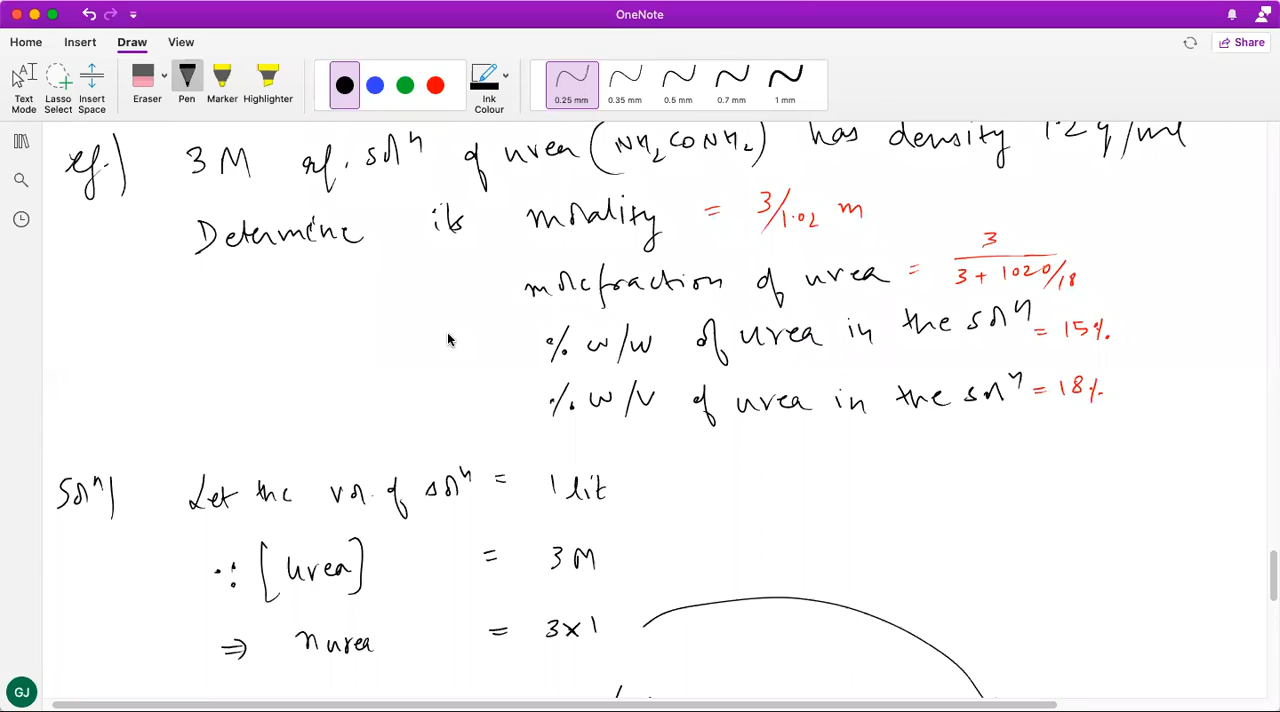 OneNote
Home Insert Draw View Share
Text Mode Lasso Select Insert Space Eraser Pen Marker Highlighter Ink Colour 0.25 mm 0.35 mm 0.5 mm 0.7 mm 1 mm
eg.) 3 M aq. solⁿ of urea (NH₂CONH₂) has density 1.2 g/ml
Determine its molality = 3/1.02 m
molefraction of urea = 3/(3 + 1020/18)
% w/w of urea in the solⁿ = 15%
% w/v of urea in the solⁿ = 18%
Solⁿ) Let the vol. of solⁿ = 1 lit
∵ [urea] = 3M
⇒ n urea = 3×1
GJ